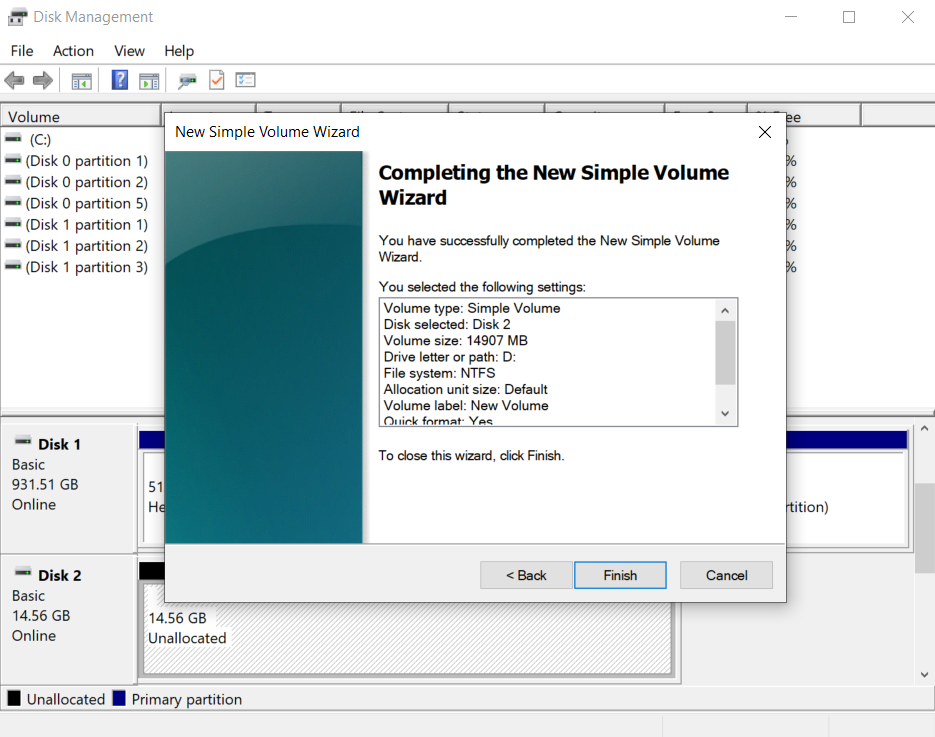 Disk Management
File Action View Help
Volume
(C:)
(Disk 0 partition 1)
(Disk 0 partition 2)
(Disk 0 partition 5)
(Disk 1 partition 1)
(Disk 1 partition 2)
(Disk 1 partition 3)
%
%
%
%
%
%
New Simple Volume Wizard
Completing the New Simple Volume
Wizard
You have successfully completed the New Simple Volume
Wizard.
You selected the following settings:
Volume type: Simple Volume
Disk selected: Disk 2
Volume size: 14907 MB
Drive letter or path: D:
File system: NTFS
Allocation unit size: Default
Volume label: New Volume
Quick format: Yes
To close this wizard, click Finish.
< Back Finish Cancel
Disk 1
Basic
931.51 GB
Online
51
He
rtition)
Disk 2
Basic
14.56 GB
Online
14.56 GB
Unallocated
Unallocated Primary partition